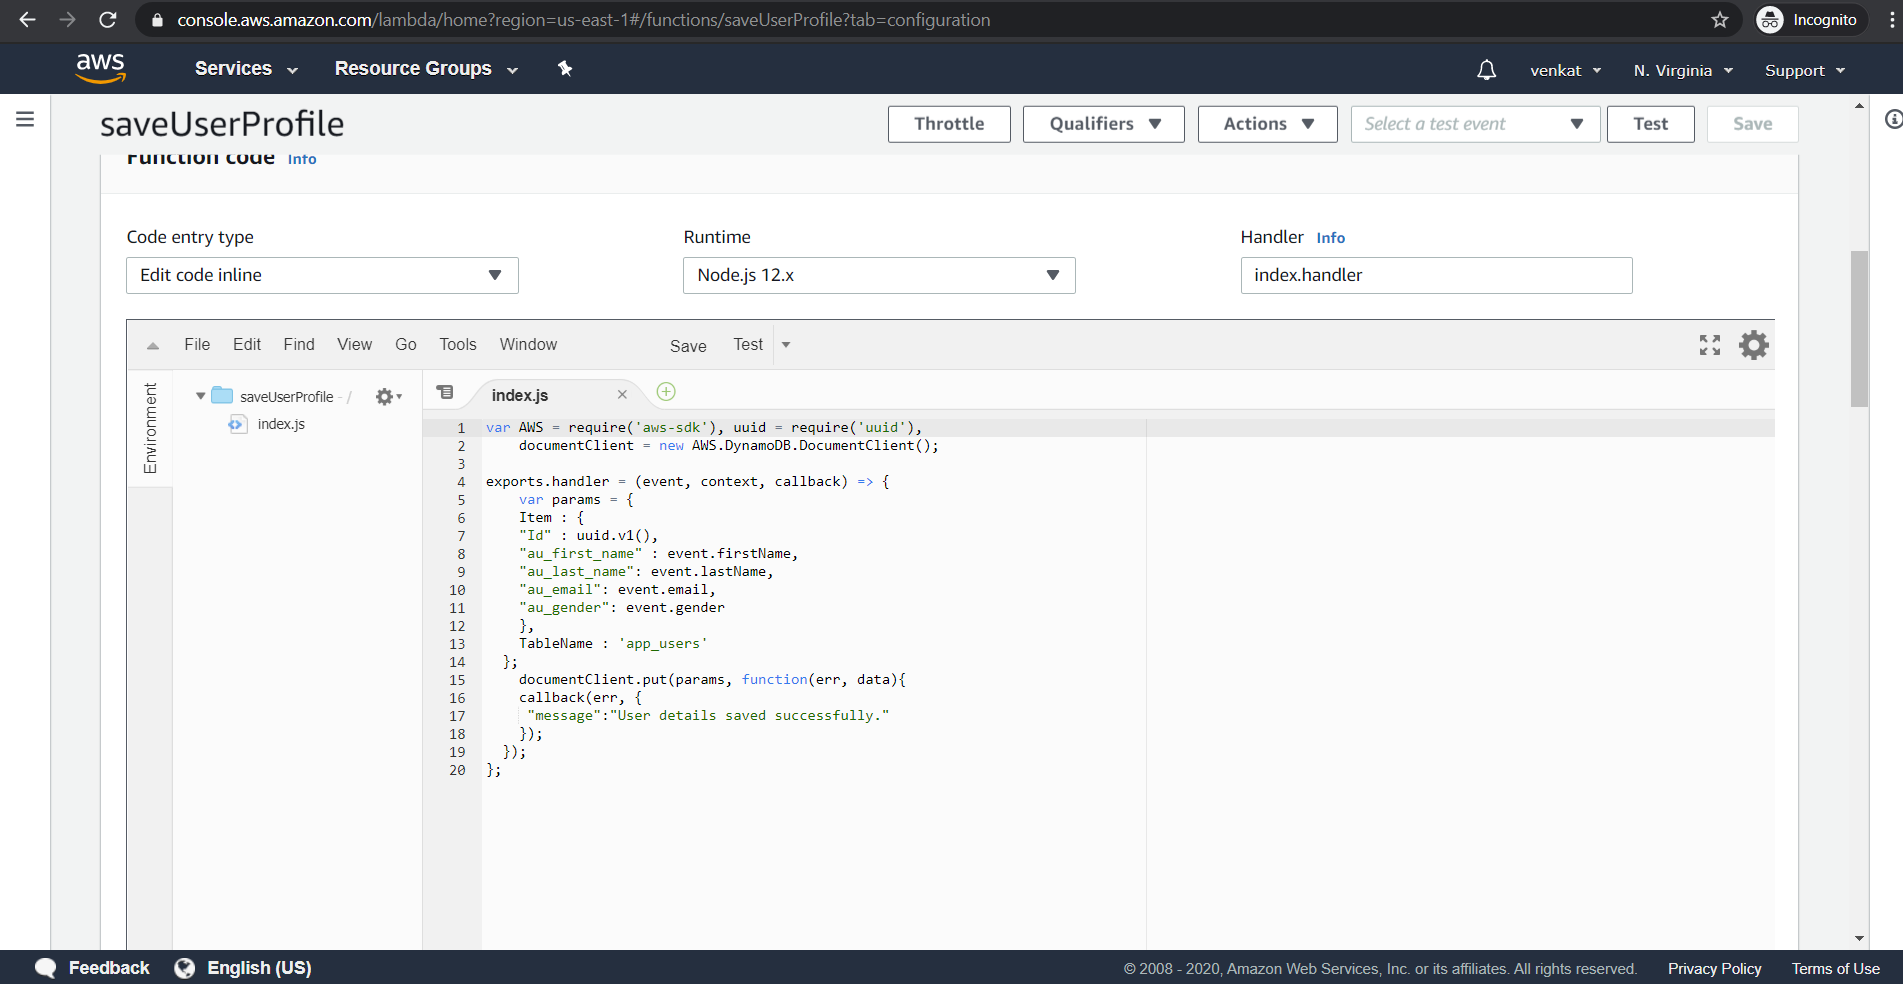 console.aws.amazon.com/lambda/home?region=us-east-1#/functions/saveUserProfile?tab=configuration
Incognito
aws
Services
Resource Groups
venkat
N. Virginia
Support
saveUserProfile
Throttle
Qualifiers
Actions
Select a test event
Test
Save
Function code Info
Code entry type
Runtime
Handler Info
Edit code inline
Node.js 12.x
index.handler
File Edit Find View Go Tools Window Save Test
Environment
saveUserProfile - /
index.js
index.js
1 var AWS = require('aws-sdk'), uuid = require('uuid'),
2 documentClient = new AWS.DynamoDB.DocumentClient();
3
4 exports.handler = (event, context, callback) => {
5 var params = {
6 Item : {
7 "Id" : uuid.v1(),
8 "au_first_name" : event.firstName,
9 "au_last_name": event.lastName,
10 "au_email": event.email,
11 "au_gender": event.gender
12 },
13 TableName : 'app_users'
14 };
15 documentClient.put(params, function(err, data){
16 callback(err, {
17 "message":"User details saved successfully."
18 });
19 });
20 };
Feedback
English (US)
© 2008 - 2020, Amazon Web Services, Inc. or its affiliates. All rights reserved.
Privacy Policy
Terms of Use